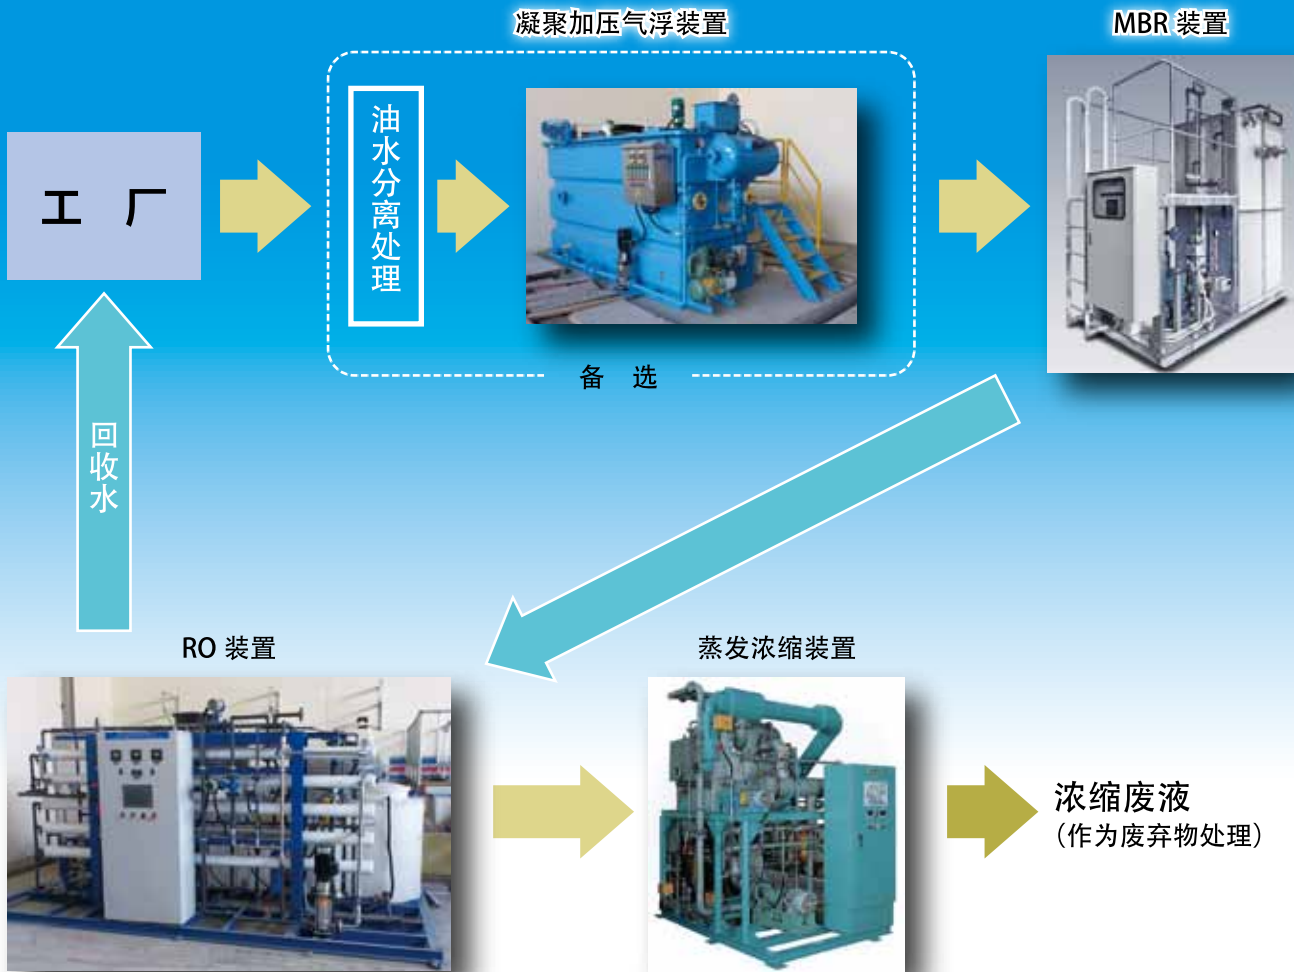 凝聚加压气浮装置
MBR 装置
工 厂
油水分离处理
备 选
回收水
RO 装置
蒸发浓缩装置
浓缩废液
（作为废弃物处理）